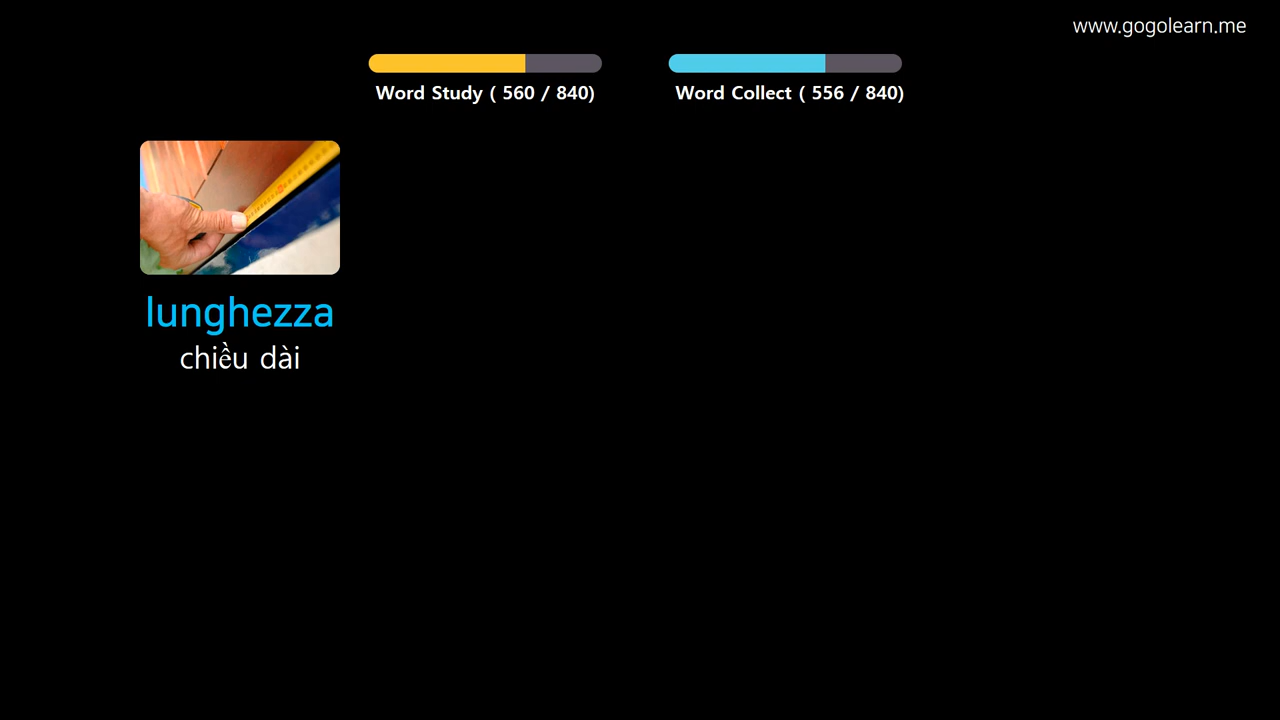 www.gogolearn.me
Word Study ( 560 / 840)
Word Collect ( 556 / 840)
lunghezza
chiều dài